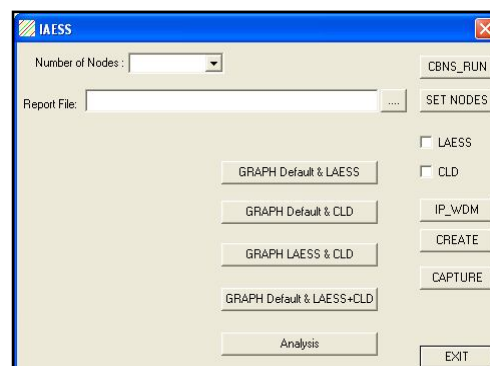 IAESS
Number of Nodes :
CBNS_RUN
Report File:
....
SET NODES
LAESS
GRAPH Default & LAESS
CLD
GRAPH Default & CLD
IP_WDM
CREATE
GRAPH LAESS & CLD
CAPTURE
GRAPH Default & LAESS+CLD
Analysis
EXIT